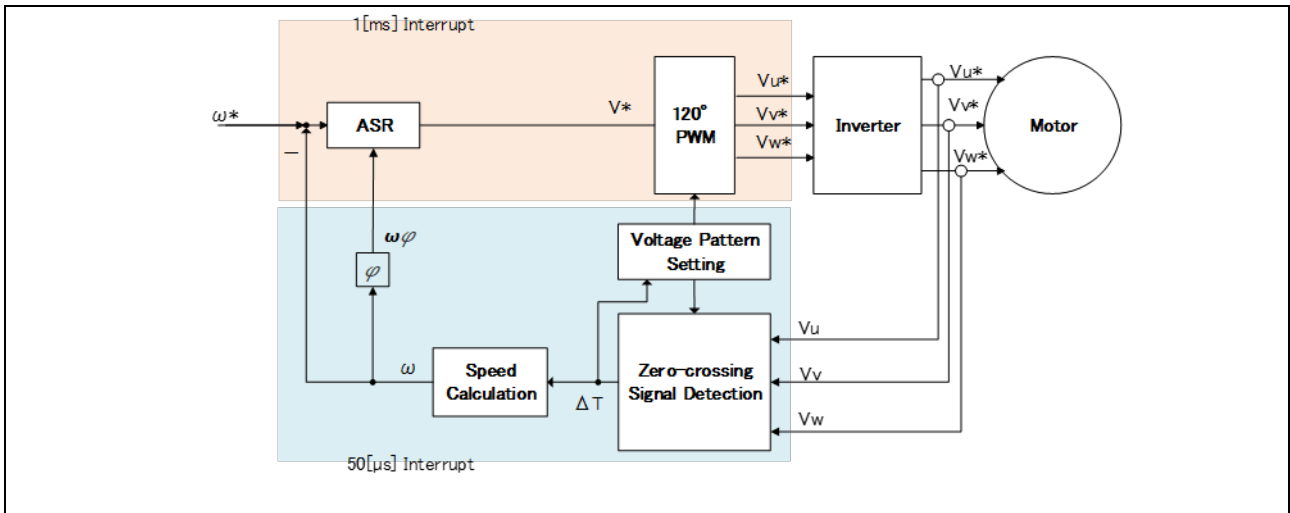 1[ms] Interrupt
ω*
−
ASR
V*
120°
PWM
Vu*
Vv*
Vw*
Inverter
Vu*
Vv*
Vw*
Motor
ωφ
φ
Voltage Pattern
Setting
ω
Speed
Calculation
ΔT
Zero-crossing
Signal Detection
Vu
Vv
Vw
50[µs] Interrupt